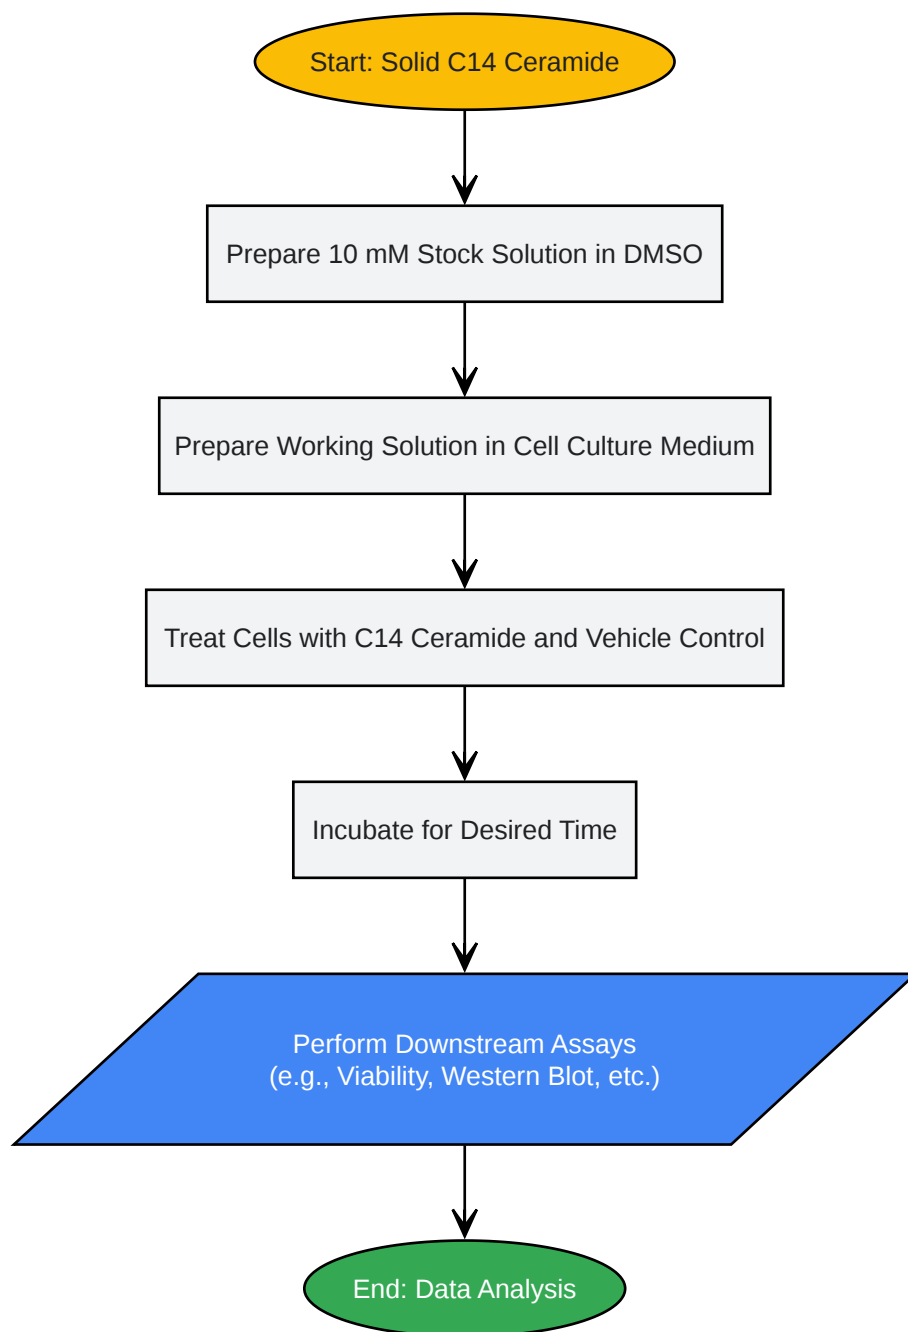 Start: Solid C14 Ceramide
Prepare 10 mM Stock Solution in DMSO
Prepare Working Solution in Cell Culture Medium
Treat Cells with C14 Ceramide and Vehicle Control
Incubate for Desired Time
Perform Downstream Assays
(e.g., Viability, Western Blot, etc.)
End: Data Analysis